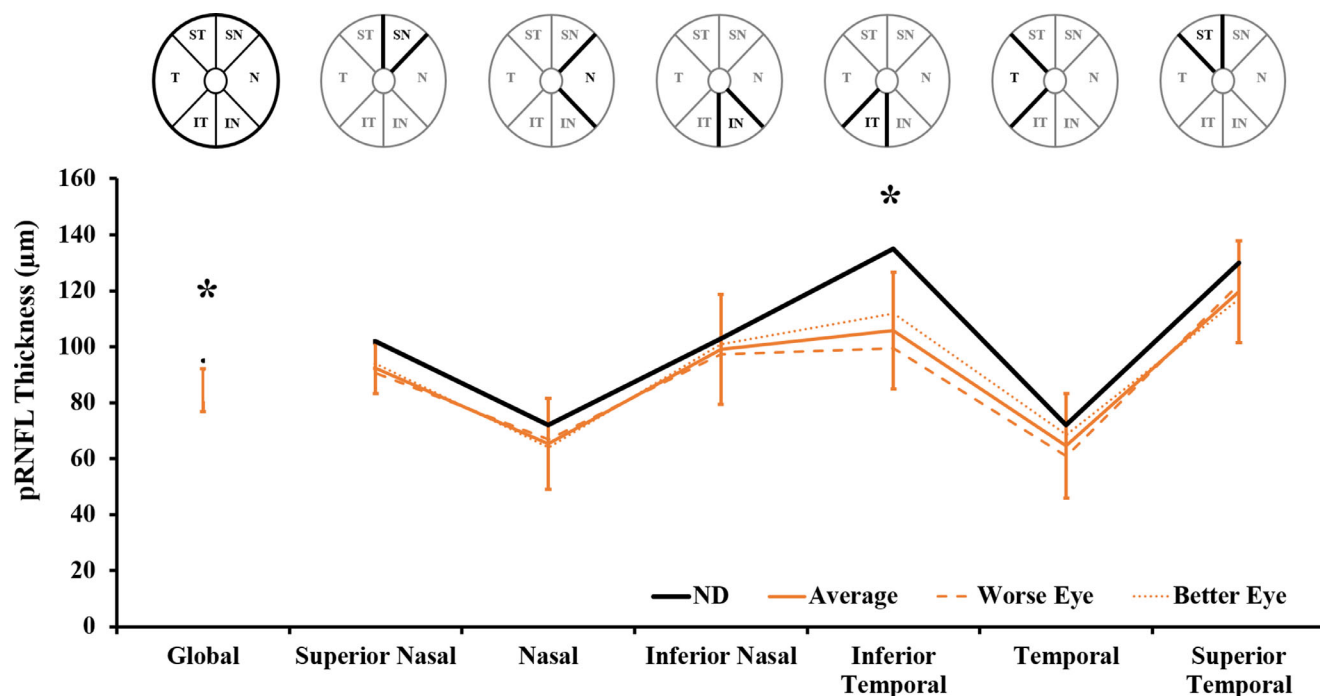 ST SN ST SN ST SN ST SN ST SN ST SN ST SN
T N T N T N T N T N T N T N
IT IN IT IN IT IN IT IN IT IN IT IN IT IN
pRNFL Thickness (μm)
160
140
*
120
*
100
80
60
40
20
ND Average Worse Eye Better Eye
0
Global Superior Nasal Nasal Inferior Nasal Inferior Temporal Superior
Temporal Temporal